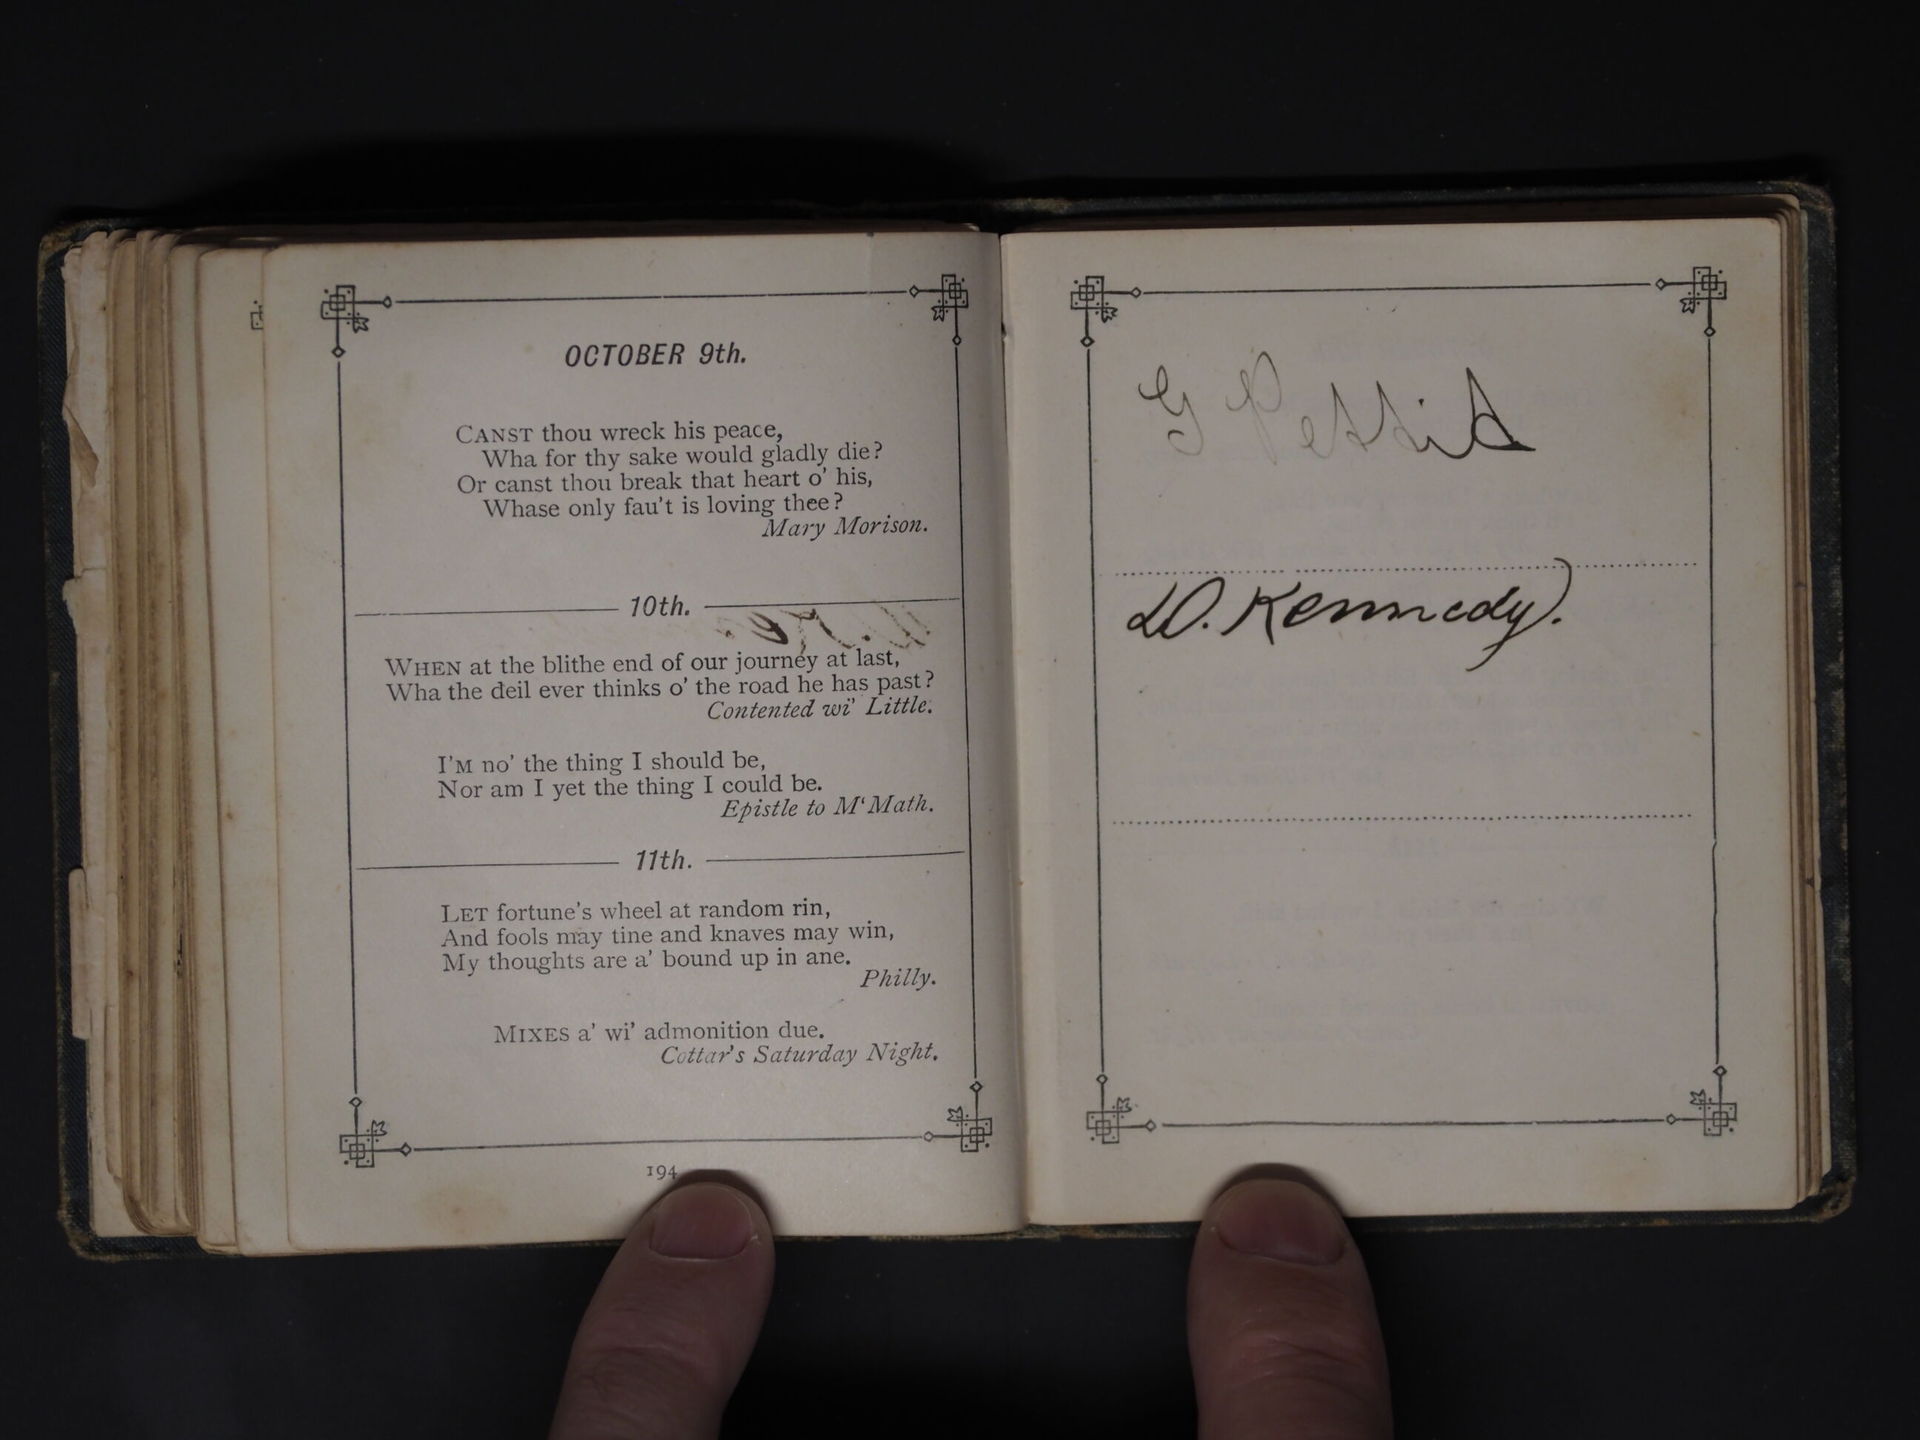 OCTOBER 9th.
CANST thou wreck his peace,
Wha for thy sake would gladly die?
Or canst thou break that heart o' his,
Whase only fau't is loving thee?
Mary Morison.
10th.
WHEN at the blithe end of our journey at last,
Wha the deil ever thinks o' the road he has past?
Contented wi' Little.
I'M no' the thing I should be,
Nor am I yet the thing I could be.
Epistle to M'Math.
11th.
LET fortune's wheel at random rin,
And fools may tine and knaves may win,
My thoughts are a' bound up in ane.
Philly.
MIXES a' wi' admonition due.
Cottar's Saturday Night.
194
G Pettit
D. Kennedy.